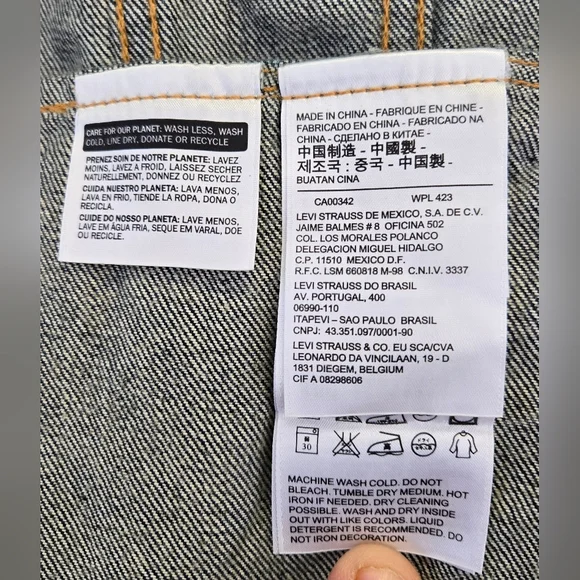 CARE FOR OUR PLANET: WASH LESS, WASH
COLD, LINE DRY, DONATE OR RECYCLE
PRENEZ SOIN DE NOTRE PLANETE: LAVEZ
MOINS, LAVEZ A FROID, LAISSEZ SECHER
NATURELLEMENT, DONNEZ OU RECYCLEZ
CUIDA NUESTRO PLANETA: LAVA MENOS,
LAVA EN FRIO, TIENDE LA ROPA, DONA O
RECICLA.
CUIDE DO NOSSO PLANETA: LAVE MENOS,
LAVE EM ÁGUA FRIA, SEQUE EM VARAL, DOE
OU RECICLE.
MADE IN CHINA - FABRIQUE EN CHINE -
FABRICADO EN CHINA - FABRICADO NA
CHINA - СДЕЛАНО В КИТАЕ -
中国制造 - 中國製 -
제조국 : 중국 - 中国製 -
BUATAN CINA
CA00342 WPL 423
LEVI STRAUSS DE MEXICO, S.A. DE C.V.
JAIME BALMES # 8 OFICINA 502
COL. LOS MORALES POLANCO
DELEGACION MIGUEL HIDALGO
C.P. 11510 MEXICO D.F.
R.F.C. LSM 660818 M-98 C.N.I.V. 3337
LEVI STRAUSS DO BRASIL
AV. PORTUGAL, 400
06990-110
ITAPEVI – SAO PAULO BRASIL
CNPJ: 43.351.097/0001-90
LEVI STRAUSS & CO. EU SCA/CVA
LEONARDO DA VINCILAAN, 19 - D
1831 DIEGEM, BELGIUM
CIF A 08298606
30
MACHINE WASH COLD. DO NOT
BLEACH. TUMBLE DRY MEDIUM. HOT
IRON IF NEEDED. DRY CLEANING
POSSIBLE. WASH AND DRY INSIDE
OUT WITH LIKE COLORS. LIQUID
DETERGENT IS RECOMMENDED. DO
NOT IRON DECORATION.